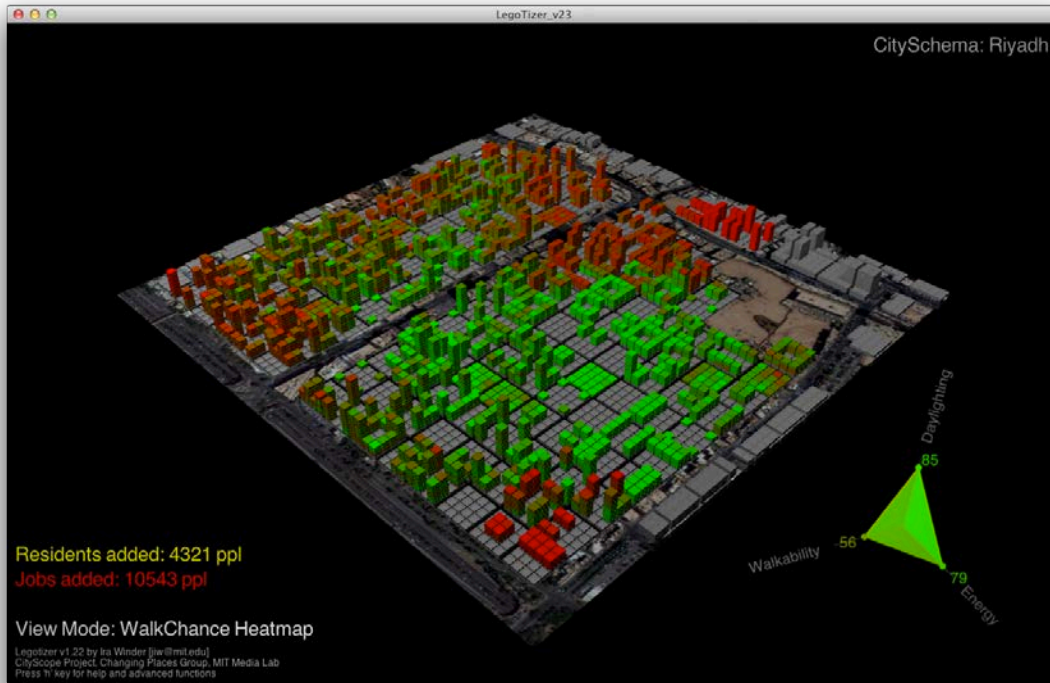 LegoTizer_v23
CitySchema: Riyadh
Daylighting
85
56
Walkability
79
Energy
Residents added: 4321 ppl
Jobs added: 10543 ppl
View Mode: WalkChance Heatmap
Legotizer v1.22 by Ira Winder [jiw@mit.edu]
CityScope Project, Changing Places Group, MIT Media Lab
Press 'h' key for help and advanced functions